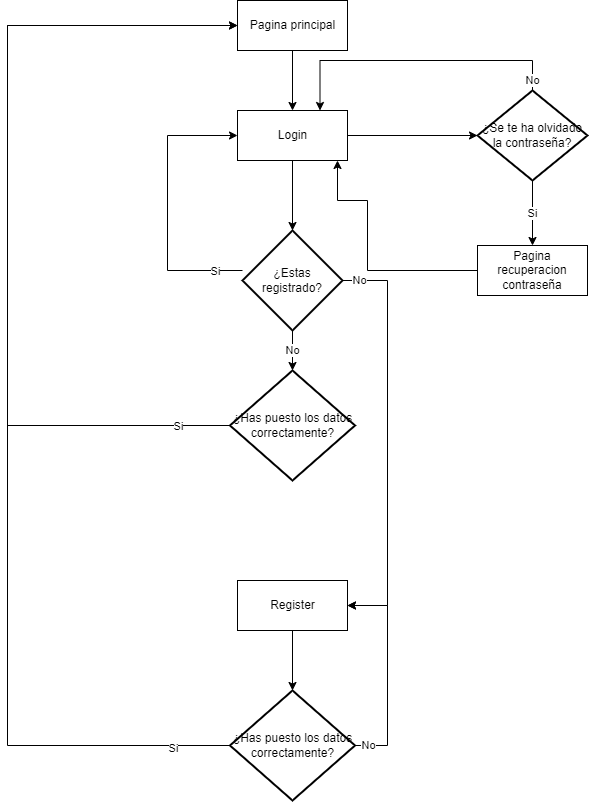 Pagina principal
No
Login
¿Se te ha olvidado
la contraseña?
Si
Pagina
recuperacion
contraseña
¿Estas
registrado?
Si
No
No
¿Has puesto los datos
correctamente?
Si
Register
¿Has puesto los datos
correctamente?
Si
No